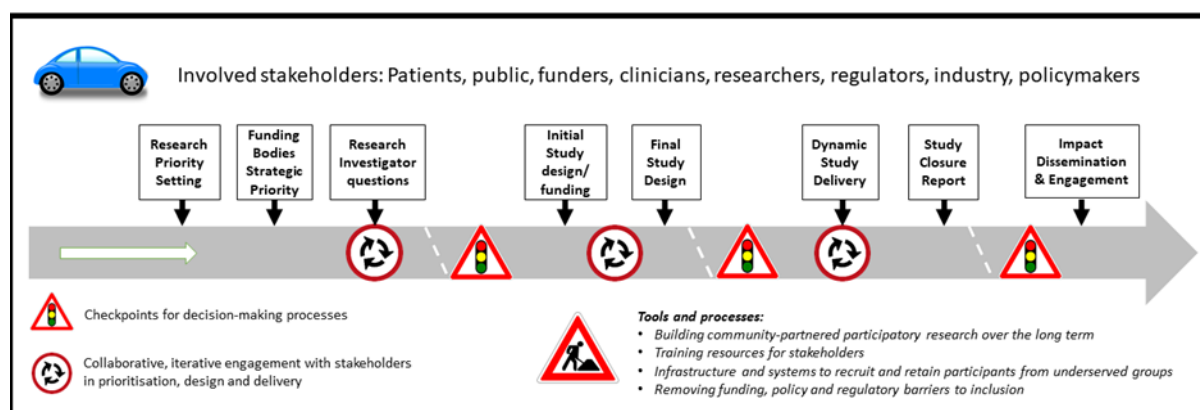 Involved stakeholders: Patients, public, funders, clinicians, researchers, regulators, industry, policymakers
Research
Priority
Setting
Funding
Bodies
Strategic
Priority
Research
Investigator
questions
Initial
Study
design/
funding
Final
Study
Design
Dynamic
Study
Delivery
Study
Closure
Report
Impact
Dissemination
& Engagement
Checkpoints for decision-making processes
Collaborative, iterative engagement with stakeholders
in prioritisation, design and delivery
Tools and processes:
• Building community-partnered participatory research over the long term
• Training resources for stakeholders
• Infrastructure and systems to recruit and retain participants from underserved groups
• Removing funding, policy and regulatory barriers to inclusion